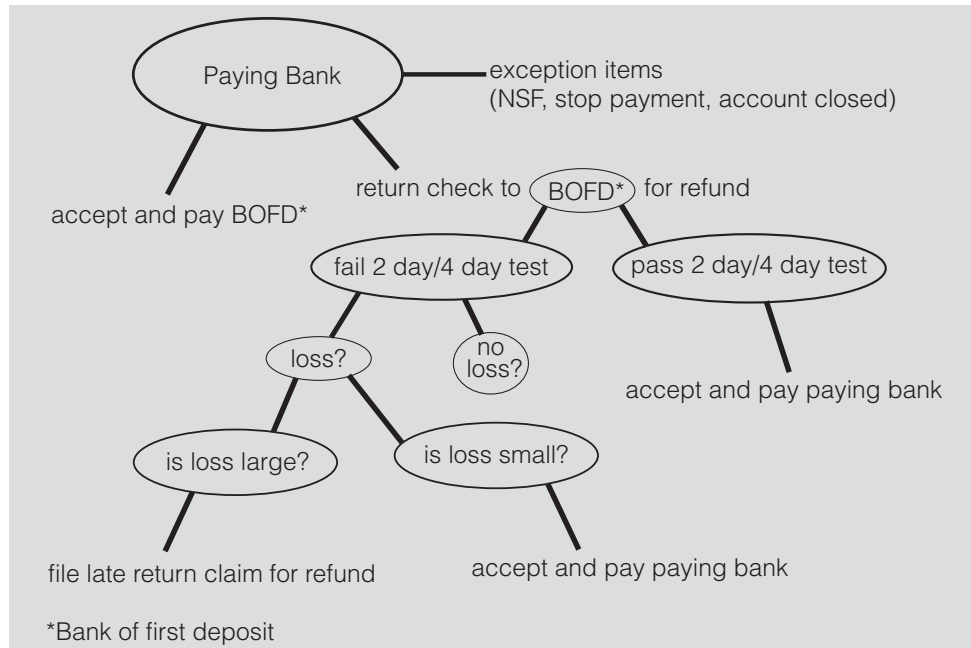 Paying Bank
exception items
(NSF, stop payment, account closed)
accept and pay BOFD*
return check to BOFD* for refund
fail 2 day/4 day test
pass 2 day/4 day test
loss?
no
loss?
accept and pay paying bank
is loss large?
is loss small?
file late return claim for refund
accept and pay paying bank
*Bank of first deposit